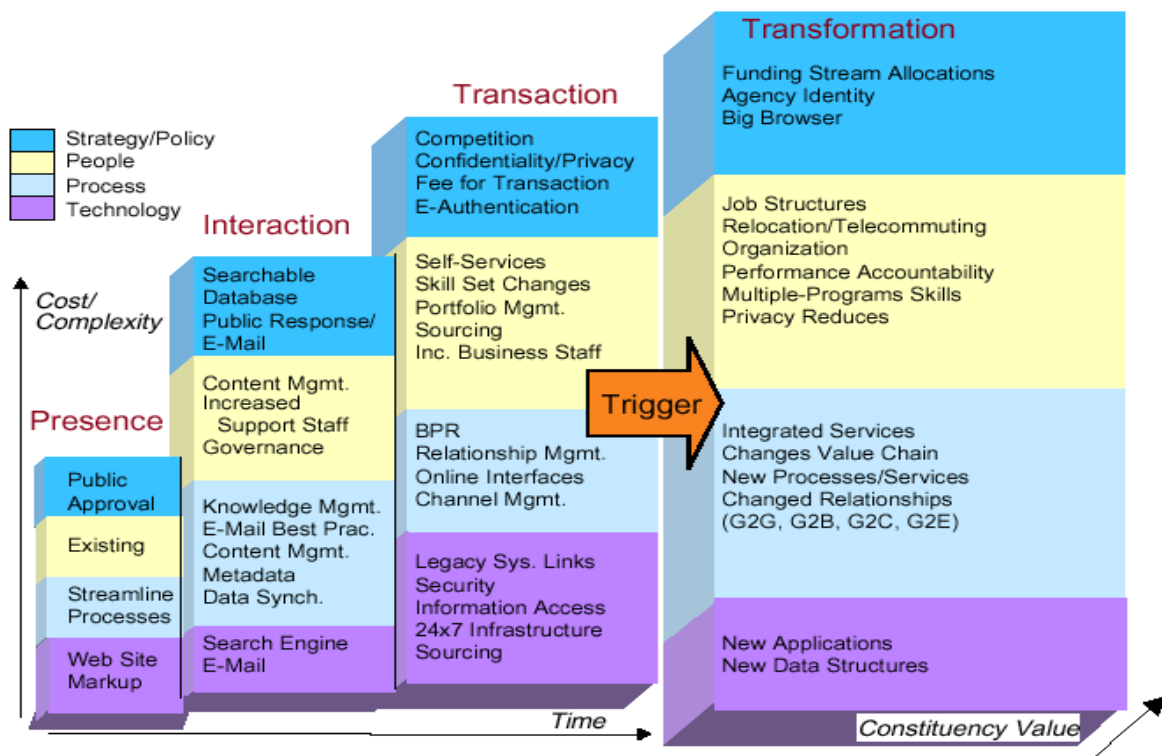 Strategy/Policy
People
Process
Technology
Cost/
Complexity
Presence
Public
Approval
Existing
Streamline
Processes
Web Site
Markup
Interaction
Searchable
Database
Public Response/
E-Mail
Content Mgmt.
Increased
Support Staff
Governance
Knowledge Mgmt.
E-Mail Best Prac.
Content Mgmt.
Metadata
Data Synch.
Search Engine
E-Mail
Transaction
Competition
Confidentiality/Privacy
Fee for Transaction
E-Authentication
Self-Services
Skill Set Changes
Portfolio Mgmt.
Sourcing
Inc. Business Staff
BPR
Relationship Mgmt.
Online Interfaces
Channel Mgmt.
Legacy Sys. Links
Security
Information Access
24x7 Infrastructure
Sourcing
Trigger
Transformation
Funding Stream Allocations
Agency Identity
Big Browser
Job Structures
Relocation/Telecommuting
Organization
Performance Accountability
Multiple-Programs Skills
Privacy Reduces
Integrated Services
Changes Value Chain
New Processes/Services
Changed Relationships
(G2G, G2B, G2C, G2E)
New Applications
New Data Structures
Time
Constituency Value